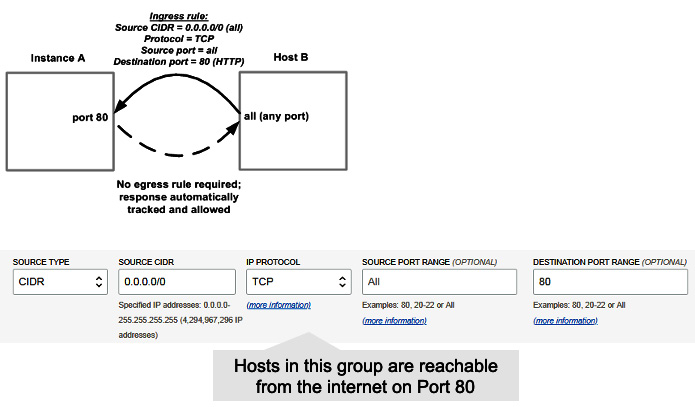 Ingress rule:
Source CIDR = 0.0.0.0/0 (all)
Protocol = TCP
Source port = all
Destination port = 80 (HTTP)
Instance A
Host B
port 80
all (any port)
No egress rule required;
response automatically
tracked and allowed
SOURCE TYPE
SOURCE CIDR
IP PROTOCOL
SOURCE PORT RANGE (OPTIONAL)
DESTINATION PORT RANGE (OPTIONAL)
CIDR
0.0.0.0/0
TCP
All
80
Specified IP addresses: 0.0.0.0-
255.255.255.255 (4,294,967,296 IP
addresses)
(more information)
Examples: 80, 20-22 or All
(more information)
Examples: 80, 20-22 or All
(more information)
Hosts in this group are reachable
from the internet on Port 80